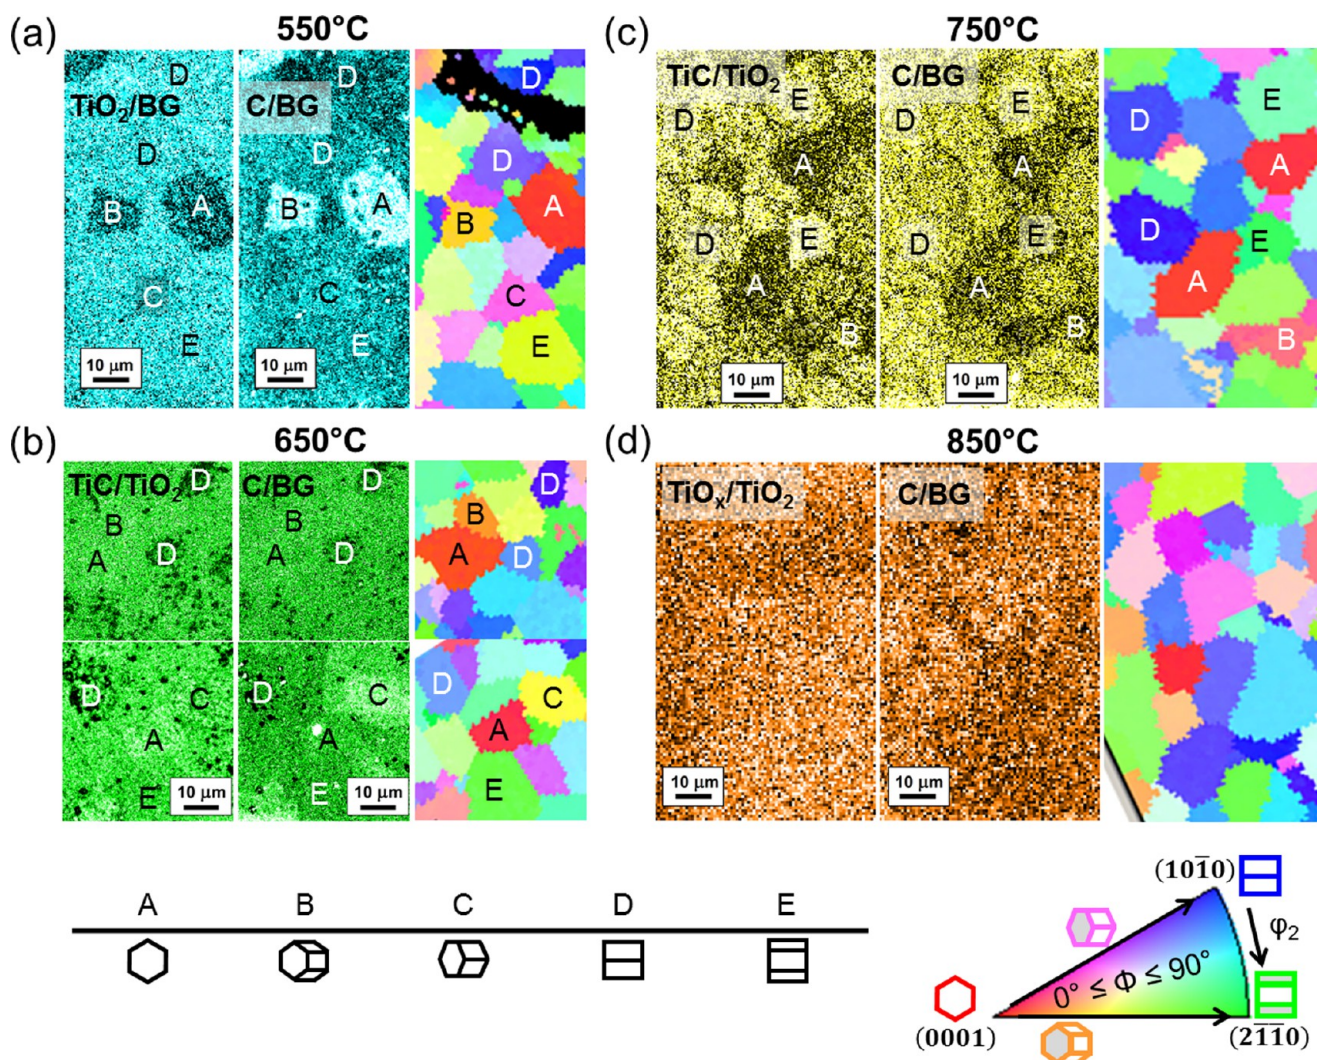 (a)
550°C
D
TiO₂/BG
D
B
A
C
E
10 μm
D
C/BG
D
B
A
C
E
10 μm
D
D
A
B
C
E
(c)
750°C
TiC/TiO₂
E
D
A
D
E
A
B
10 μm
C/BG
E
D
A
D
E
A
B
10 μm
D
E
A
D
E
A
B
(b)
650°C
TiC/TiO₂
D
B
A
D
D
C
A
E
10 μm
C/BG
D
B
A
D
D
C
A
E
10 μm
D
B
A
D
D
C
A
E
(d)
850°C
TiOₓ/TiO₂
10 μm
C/BG
10 μm
A B C D E
(101̅0)
φ₂
0° ≤ Φ ≤ 90°
(0001)
(21̅1̅0)